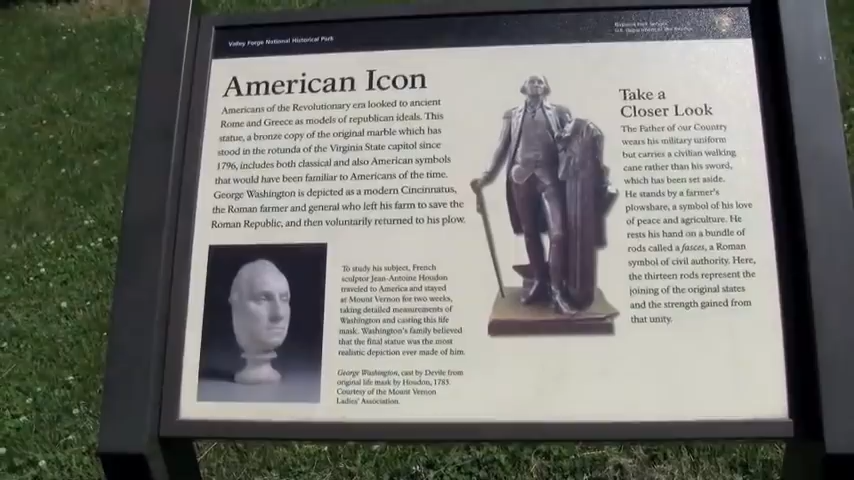 Valley Forge National Historical Park
National Park Service
U.S. Department of the Interior
American Icon
Americans of the Revolutionary era looked to ancient
Rome and Greece as models of republican ideals. This
statue, a bronze copy of the original marble which has
stood in the rotunda of the Virginia State capitol since
1796, includes both classical and also American symbols
that would have been familiar to Americans of the time.
George Washington is depicted as a modern Cincinnatus,
the Roman farmer and general who left his farm to save the
Roman Republic, and then voluntarily returned to his plow.
To study his subject, French
sculptor Jean-Antoine Houdon
traveled to America and stayed
at Mount Vernon for two weeks,
taking detailed measurements of
Washington and casting this life
mask. Washington's family believed
that the final statue was the most
realistic depiction ever made of him.
George Washington, cast by Devile from
original life mask by Houdon, 1785
Courtesy of the Mount Vernon
Ladies' Association.
Take a
Closer Look
The Father of our Country
wears his military uniform
but carries a civilian walking
cane rather than his sword,
which has been set aside.
He stands by a farmer's
plowshare, a symbol of his love
of peace and agriculture. He
rests his hand on a bundle of
rods called a fasces, a Roman
symbol of civil authority. Here,
the thirteen rods represent the
joining of the original states
and the strength gained from
that unity.